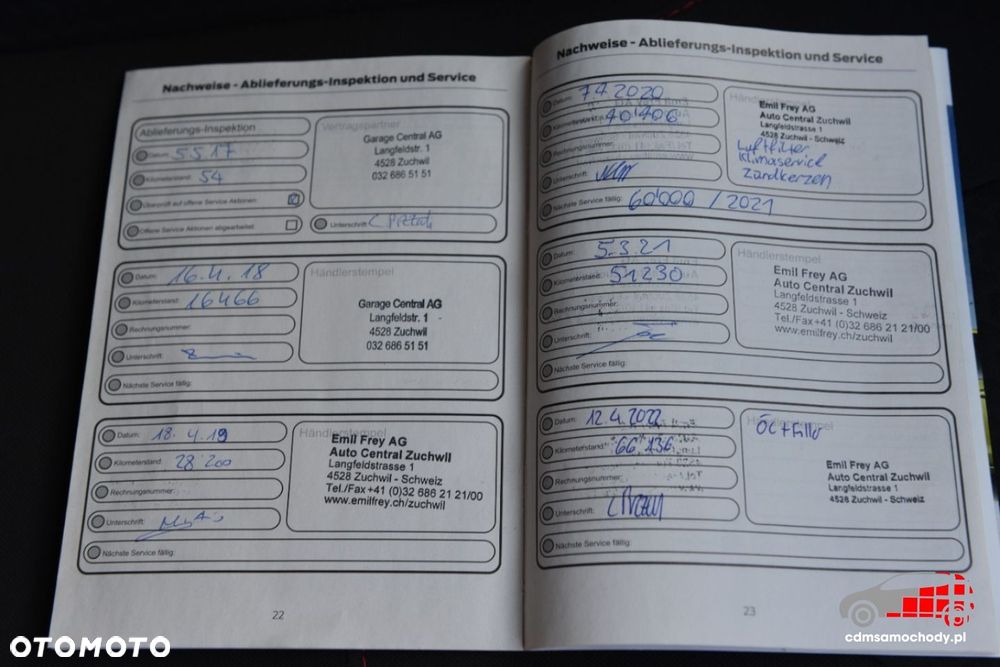 Nachweise - Ablieferungs-Inspektion und Service
Ablieferungs-Inspektion
Datum: 5.5.17
Kilometerstand: 54
Überprüft auf offene Service Aktionen:
Offene Service Aktionen abgearbeitet:
Vertragspartner
Garage Central AG
Langfeldstr. 1
4528 Zuchwil
032 686 51 51
Unterschrift:
Datum: 16.4.18
Kilometerstand: 16466
Rechnungsnummer:
Unterschrift:
Nächste Service fällig:
Händlerstempel
Garage Central AG
Langfeldstr. 1
4528 Zuchwil
032 686 51 51
Datum: 18.4.19
Kilometerstand: 28'200
Rechnungsnummer:
Unterschrift:
Nächste Service fällig:
Händlerstempel
Emil Frey AG
Auto Central Zuchwil
Langfeldstrasse 1
4528 Zuchwil - Schweiz
Tel./Fax +41 (0)32 686 21 21/00
www.emilfrey.ch/zuchwil
22
Nachweise - Ablieferungs-Inspektion und Service
Datum: 7.4.2020
Kilometerstand: 40'406
Rechnungsnummer:
Unterschrift:
Nächste Service fällig: 60'000 / 2021
Emil Frey AG
Auto Central Zuchwil
Langfeldstrasse 1
4528 Zuchwil - Schweiz
Luftfilter
Klimaservice
Zündkerzen
Datum: 5.3.21
Kilometerstand: 51230
Rechnungsnummer:
Unterschrift:
Nächste Service fällig:
Händlerstempel
Emil Frey AG
Auto Central Zuchwil
Langfeldstrasse 1
4528 Zuchwil - Schweiz
Tel./Fax +41 (0)32 686 21 21/00
www.emilfrey.ch/zuchwil
Datum: 12.4.2022
Kilometerstand: 66'136
Rechnungsnummer:
Unterschrift:
Nächste Service fällig:
Händlerstempel
Emil Frey AG
Auto Central Zuchwil
Langfeldstrasse 1
4528 Zuchwil - Schweiz
23
OTOMOTO
cdmsamochody.pl